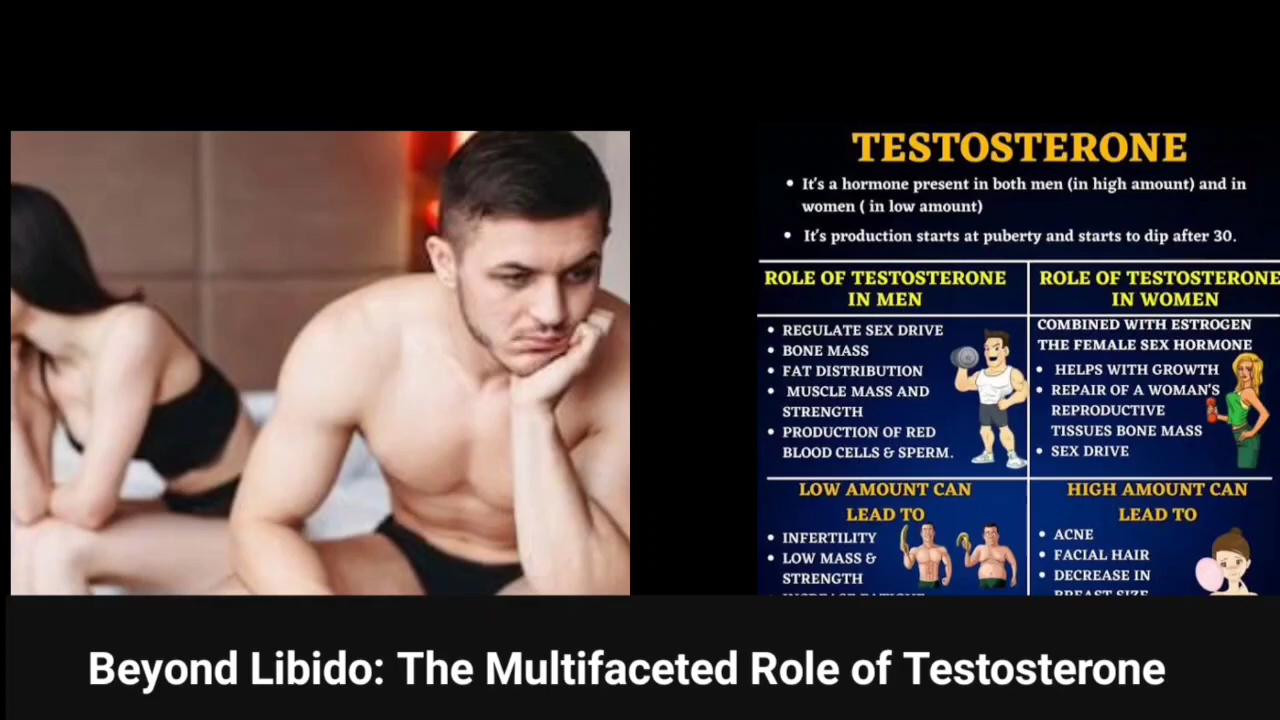 TESTOSTERONE
• It's a hormone present in both men (in high amount) and in
women ( in low amount)
• It's production starts at puberty and starts to dip after 30.
ROLE OF TESTOSTERONE
IN MEN
• REGULATE SEX DRIVE
• BONE MASS
• FAT DISTRIBUTION
• MUSCLE MASS AND
STRENGTH
• PRODUCTION OF RED
BLOOD CELLS & SPERM.
ROLE OF TESTOSTERONE
IN WOMEN
COMBINED WITH ESTROGEN
THE FEMALE SEX HORMONE
• HELPS WITH GROWTH
• REPAIR OF A WOMAN'S
REPRODUCTIVE
TISSUES BONE MASS
• SEX DRIVE
LOW AMOUNT CAN
LEAD TO
• INFERTILITY
• LOW MASS &
STRENGTH
INCREASE FATIGUE
HIGH AMOUNT CAN
LEAD TO
• ACNE
• FACIAL HAIR
• DECREASE IN
BREAST SIZE
Beyond Libido: The Multifaceted Role of Testosterone